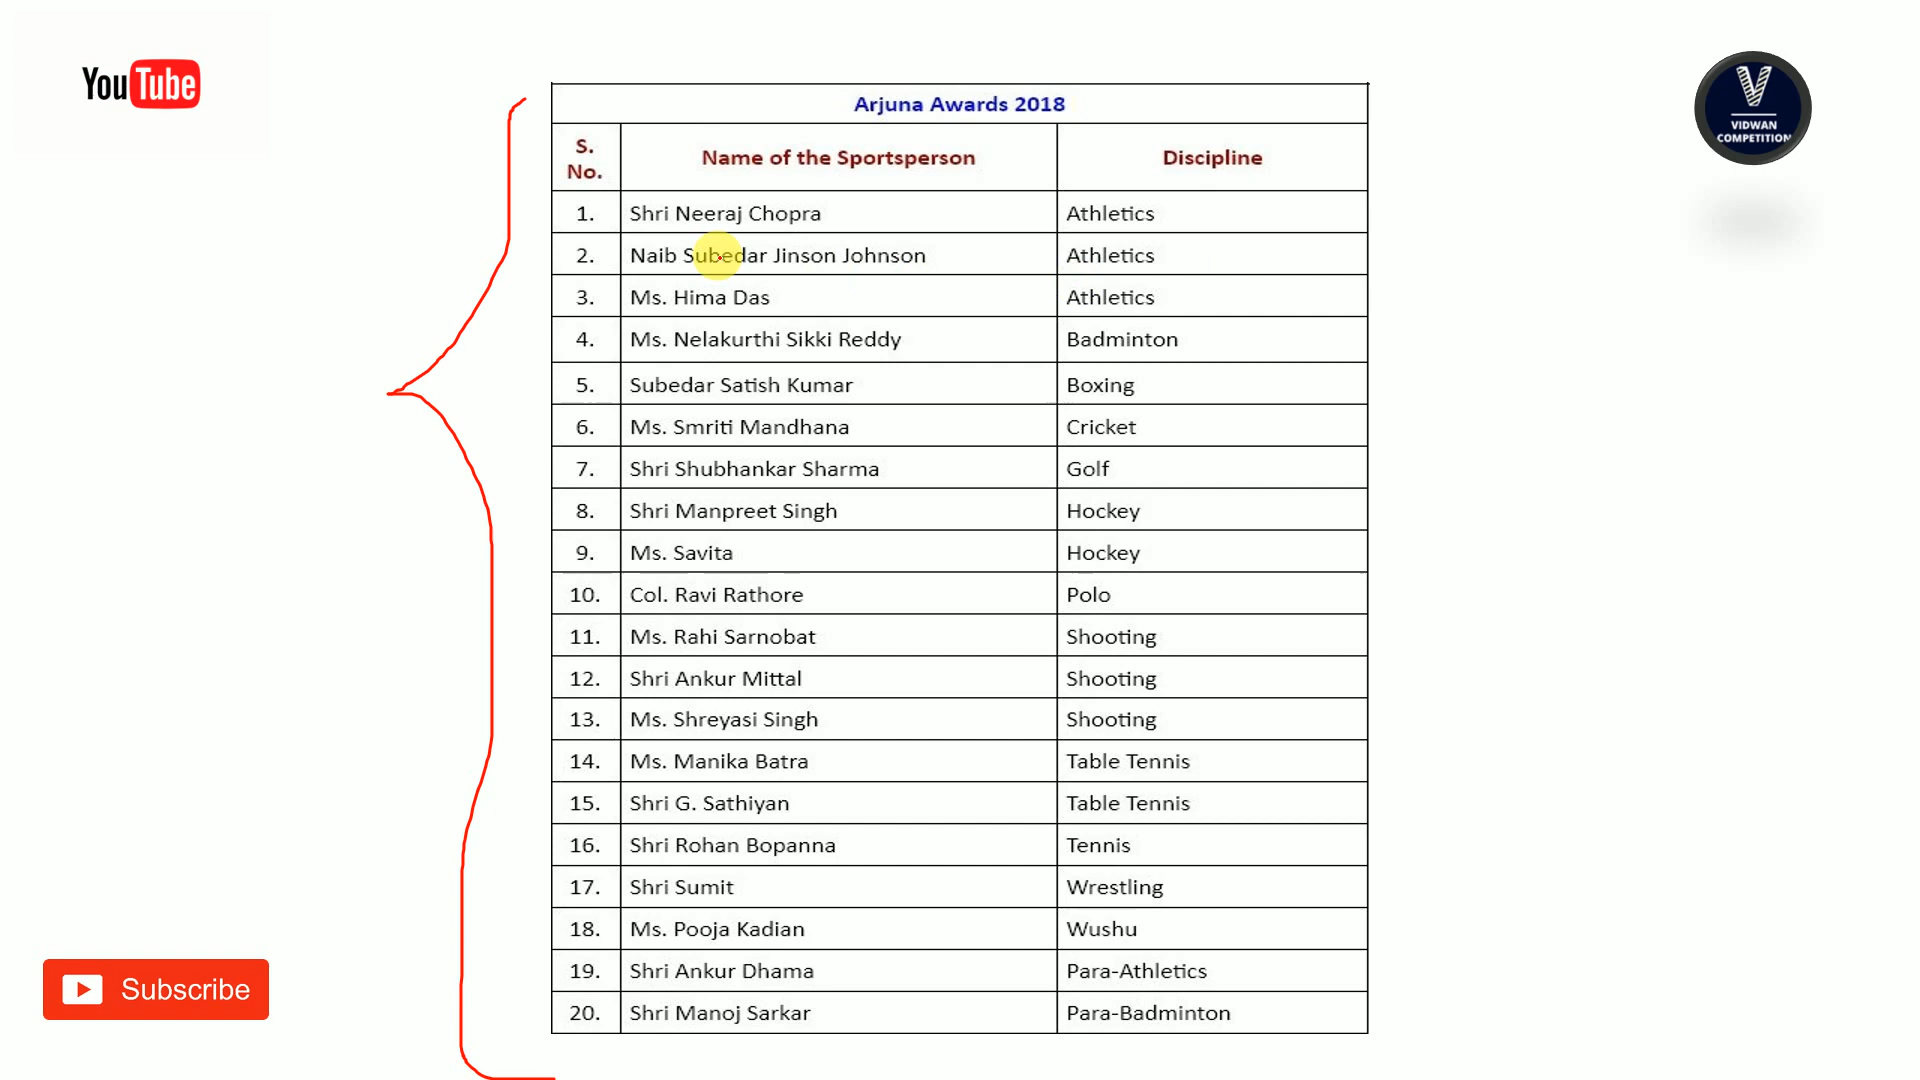 YouTube
V
VIDWAN
COMPETITION
Arjuna Awards 2018
S. No. Name of the Sportsperson Discipline
1. Shri Neeraj Chopra Athletics
2. Naib Subedar Jinson Johnson Athletics
3. Ms. Hima Das Athletics
4. Ms. Nelakurthi Sikki Reddy Badminton
5. Subedar Satish Kumar Boxing
6. Ms. Smriti Mandhana Cricket
7. Shri Shubhankar Sharma Golf
8. Shri Manpreet Singh Hockey
9. Ms. Savita Hockey
10. Col. Ravi Rathore Polo
11. Ms. Rahi Sarnobat Shooting
12. Shri Ankur Mittal Shooting
13. Ms. Shreyasi Singh Shooting
14. Ms. Manika Batra Table Tennis
15. Shri G. Sathiyan Table Tennis
16. Shri Rohan Bopanna Tennis
17. Shri Sumit Wrestling
18. Ms. Pooja Kadian Wushu
19. Shri Ankur Dhama Para-Athletics
20. Shri Manoj Sarkar Para-Badminton
Subscribe